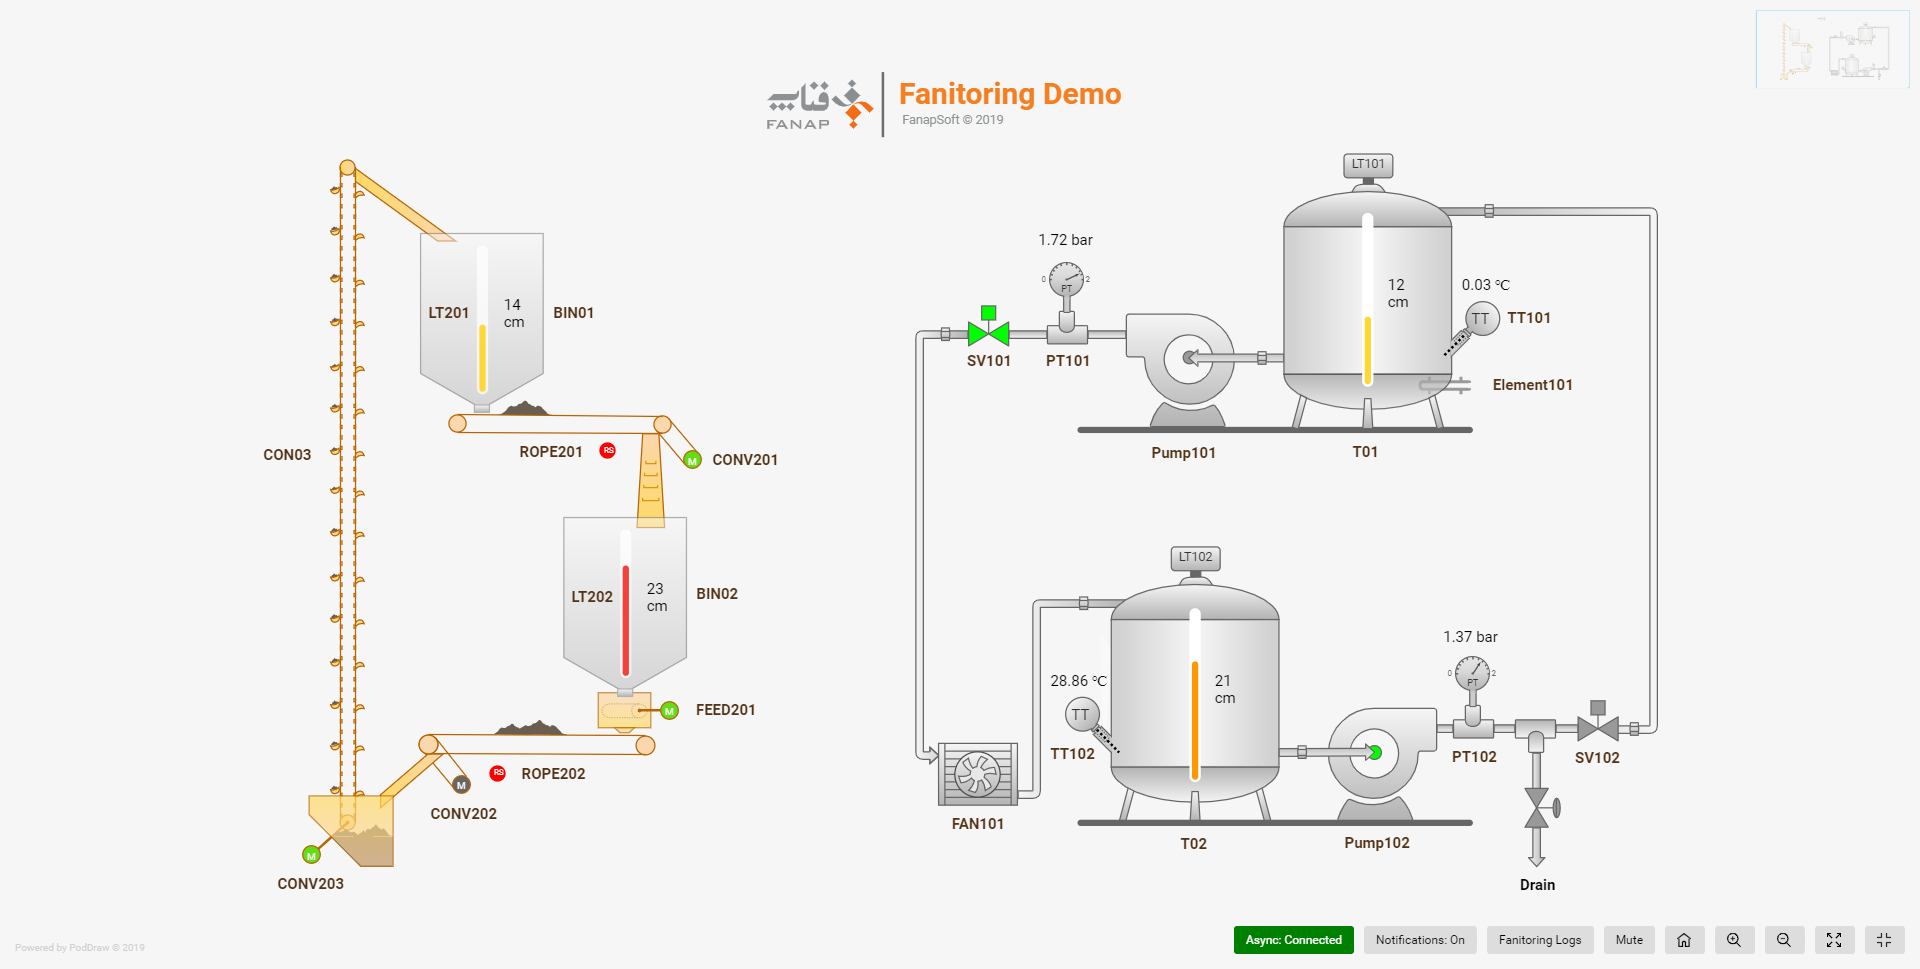 فناپ
FANAP
Fanitoring Demo
FanapSoft © 2019
LT101
1.72 bar
0
2
PT
12
cm
0.03 °C
TT
TT101
LT201
14
cm
BIN01
SV101
PT101
Element101
ROPE201
RS
M
CONV201
CON03
Pump101
T01
LT102
LT202
23
cm
BIN02
1.37 bar
0
2
PT
28.86 °C
21
cm
TT
TT102
M
FEED201
PT102
SV102
RS
ROPE202
M
CONV202
FAN101
T02
Pump102
M
CONV203
Drain
Async: Connected
Notifications: On
Fanitoring Logs
Mute
Powered by PodDraw © 2019